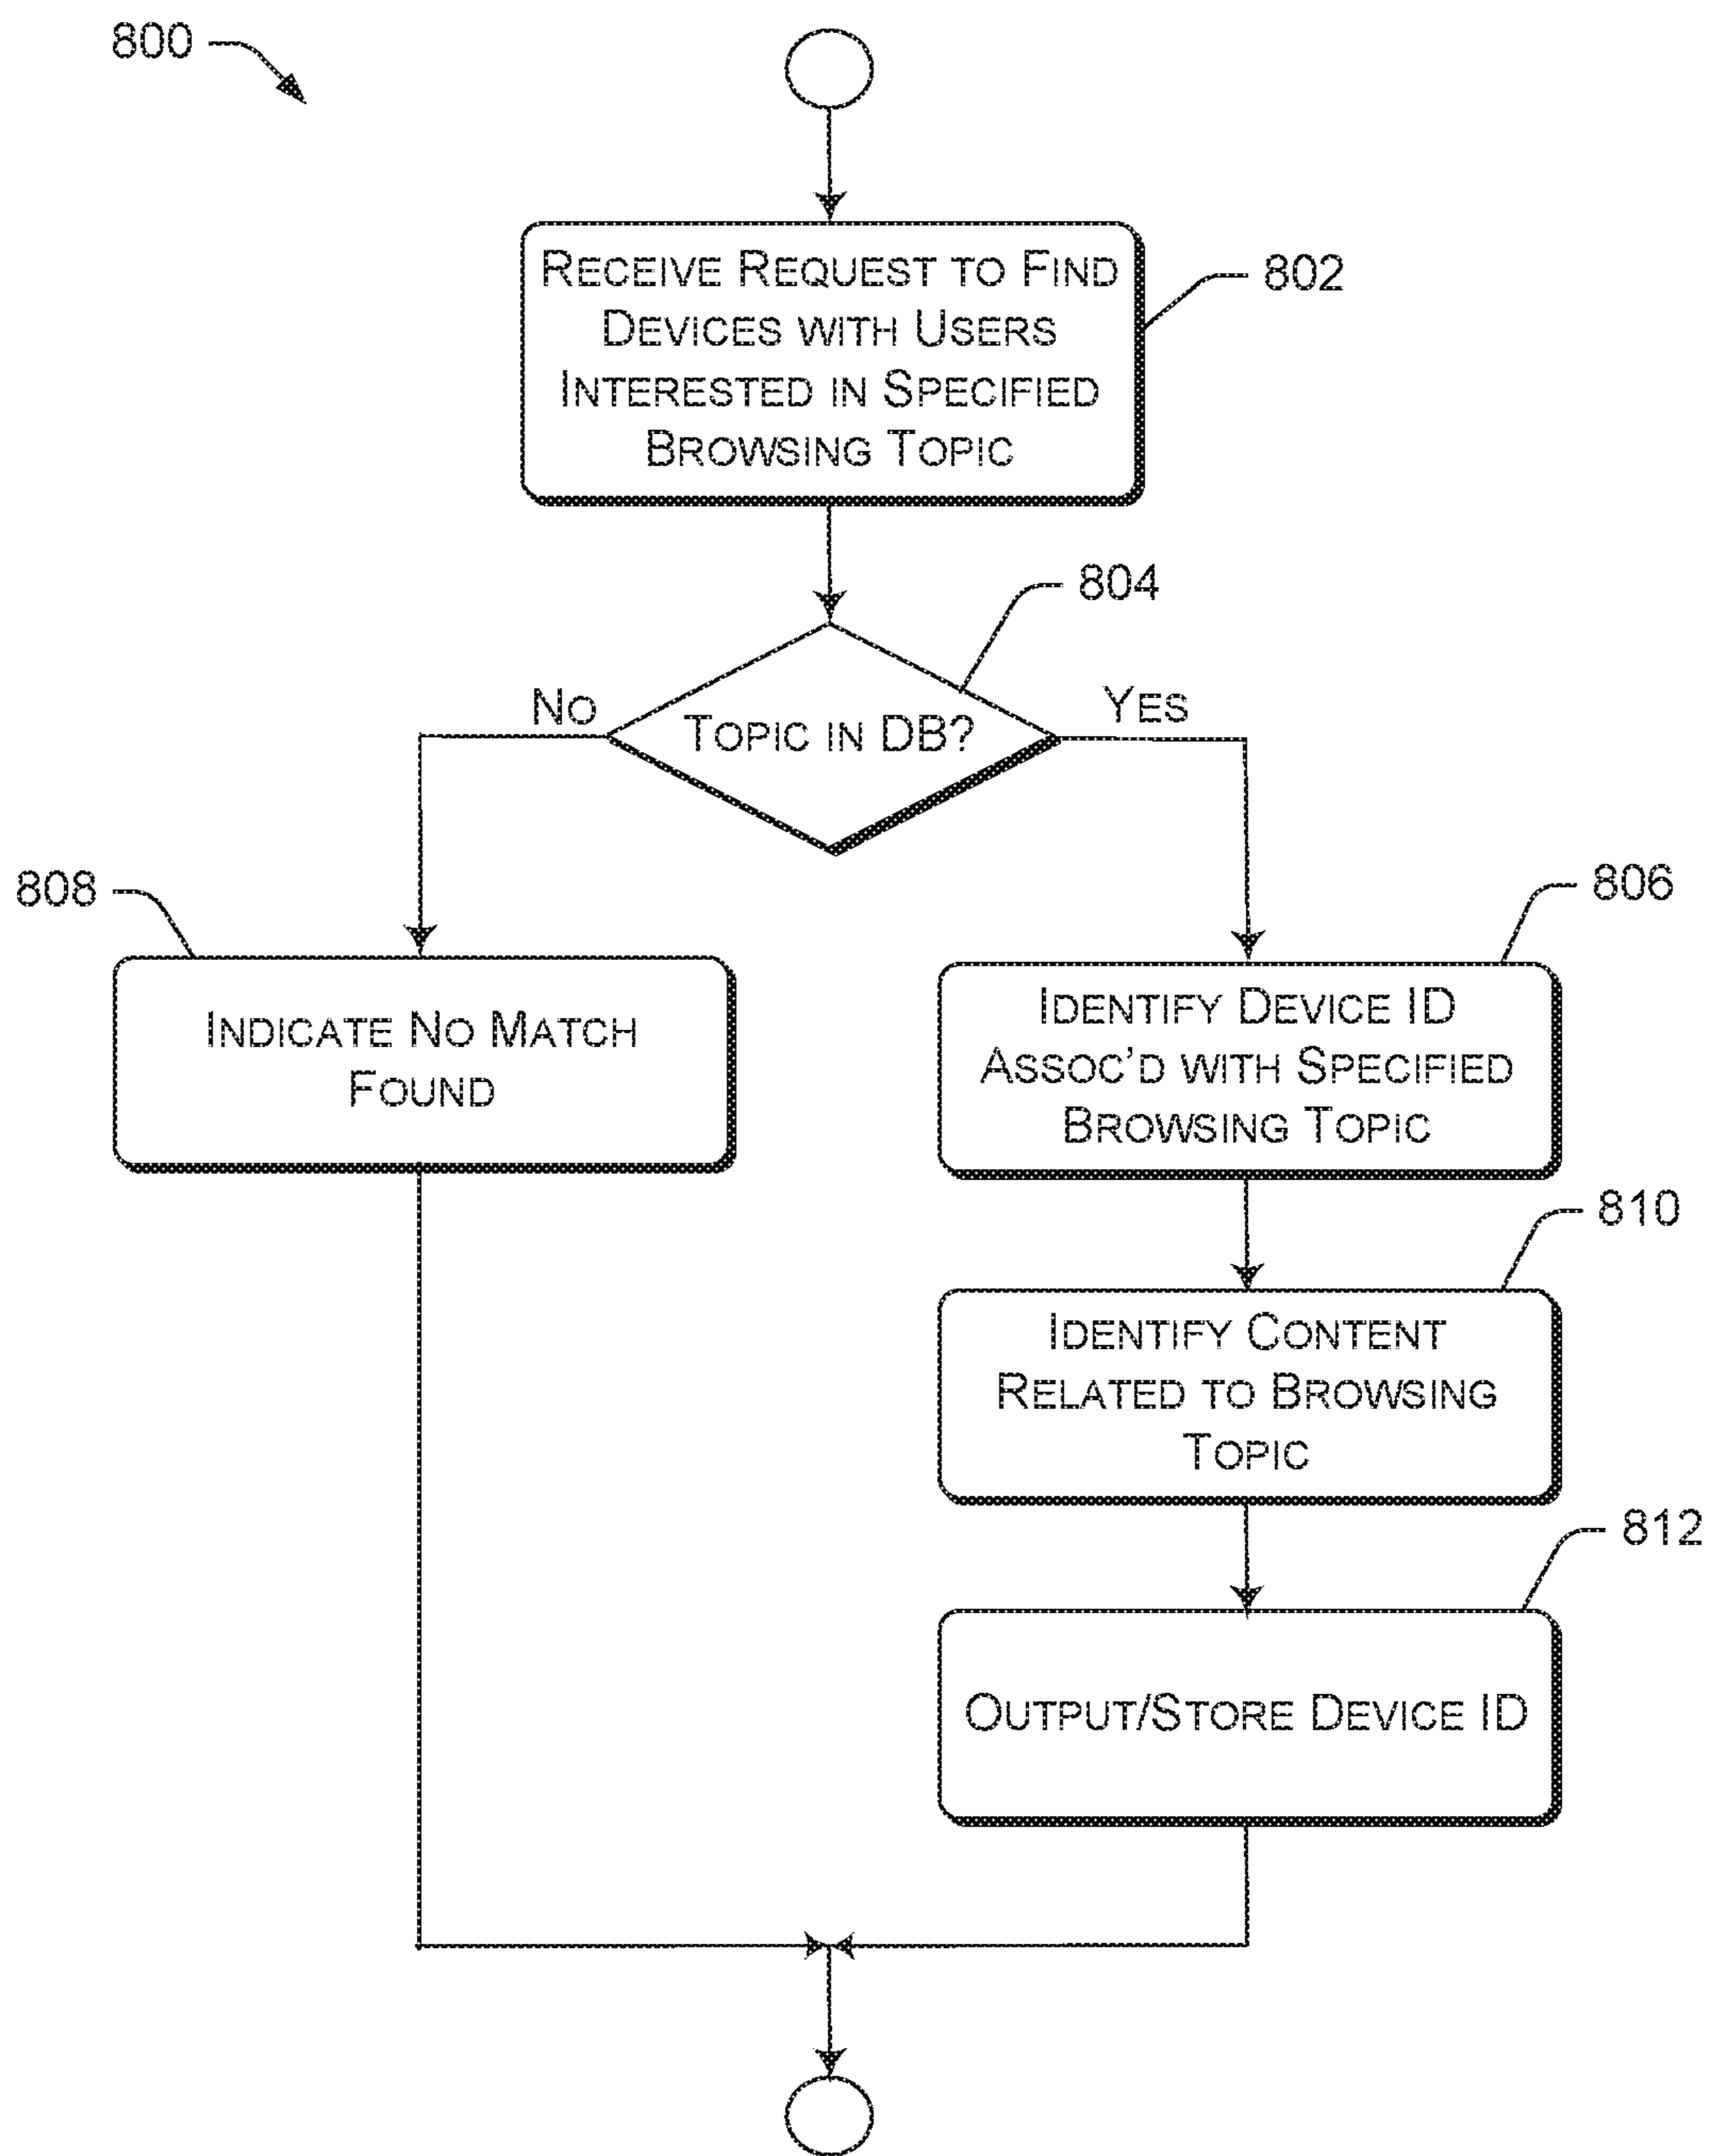 800
RECEIVE REQUEST TO FIND
DEVICES WITH USERS
INTERESTED IN SPECIFIED
BROWSING TOPIC
802
804
NO
TOPIC IN DB?
YES
808
INDICATE NO MATCH
FOUND
806
IDENTIFY DEVICE ID
ASSOC'D WITH SPECIFIED
BROWSING TOPIC
810
IDENTIFY CONTENT
RELATED TO BROWSING
TOPIC
812
OUTPUT/STORE DEVICE ID